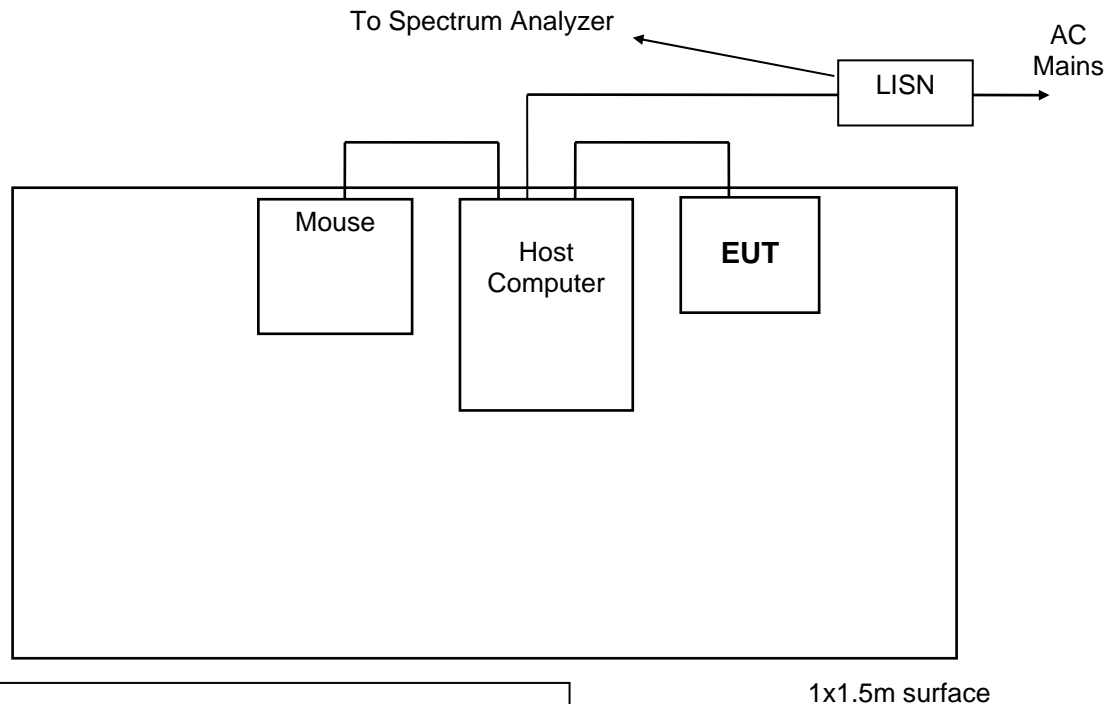 To Spectrum Analyzer
AC
Mains
LISN
Mouse
Host
Computer
EUT
1x1.5m surface